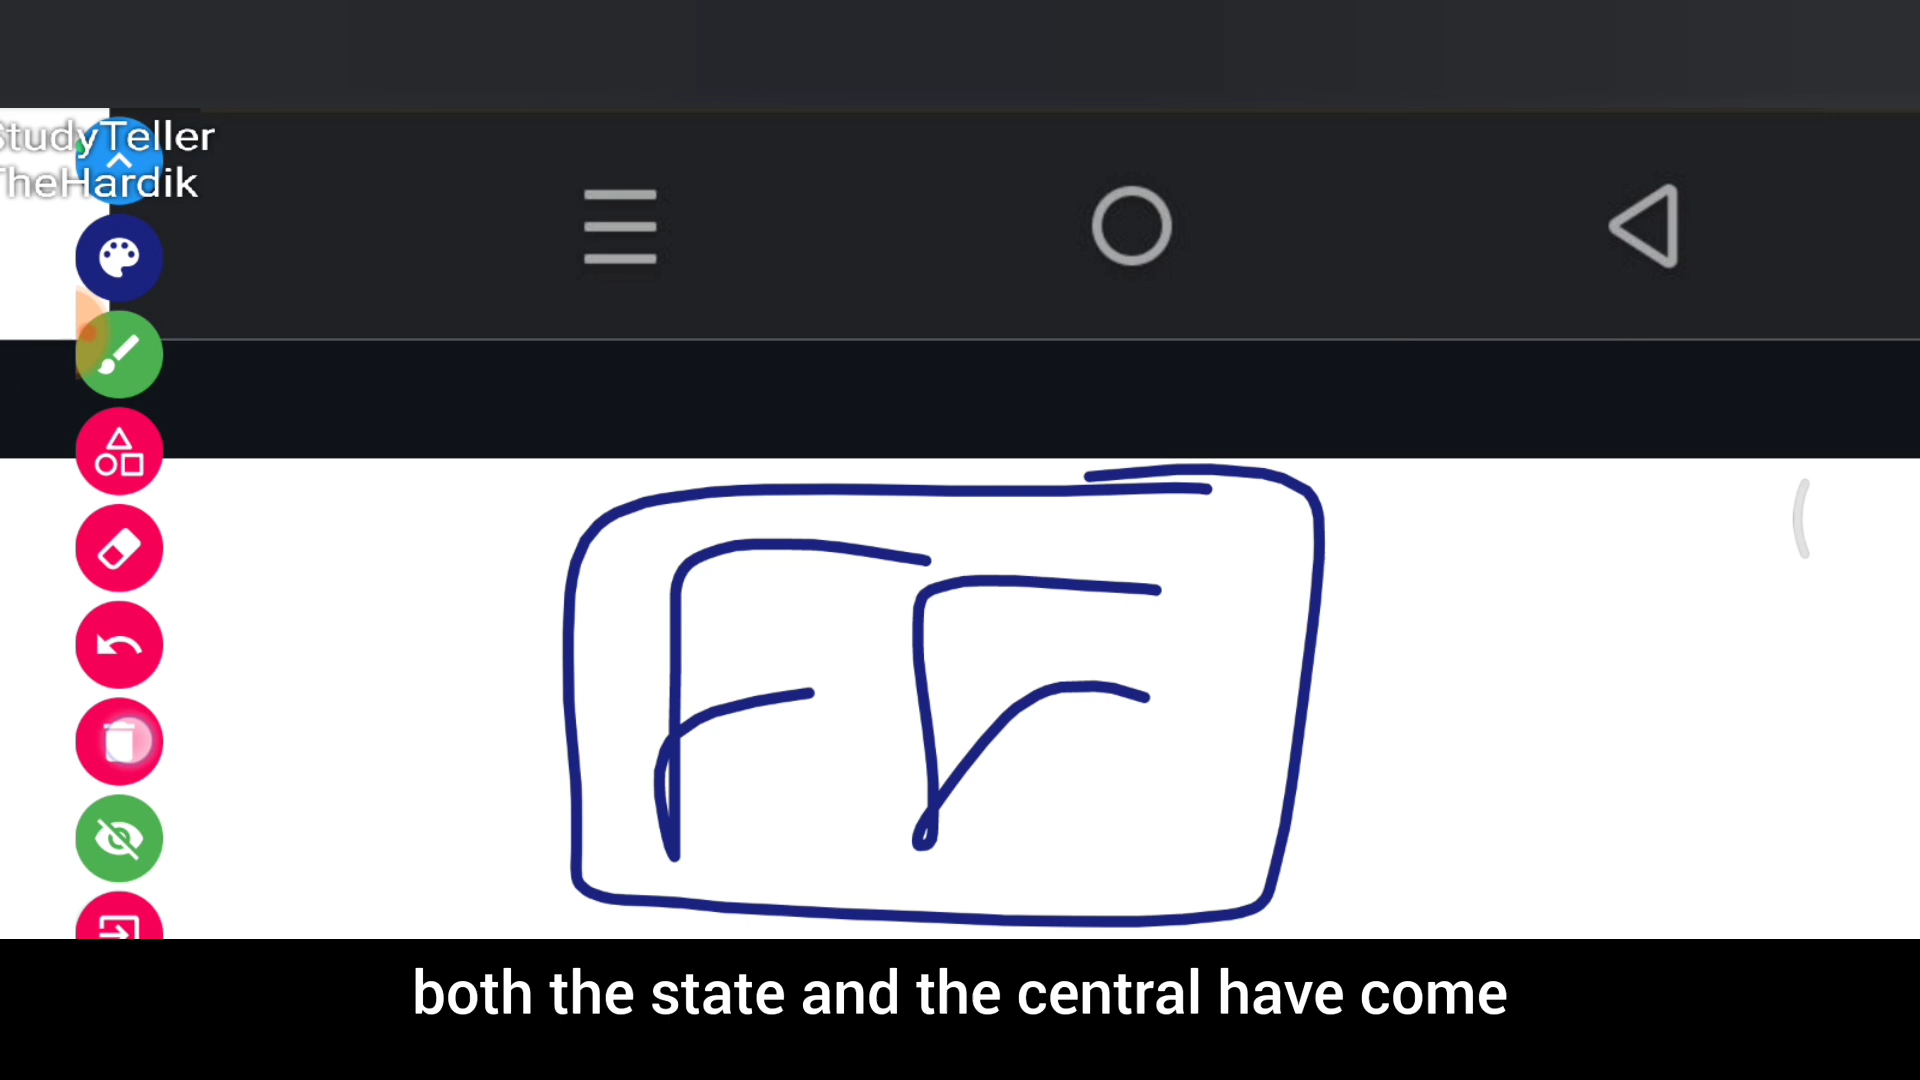 StudyTeller
TheHardik
FF
both the state and the central have come